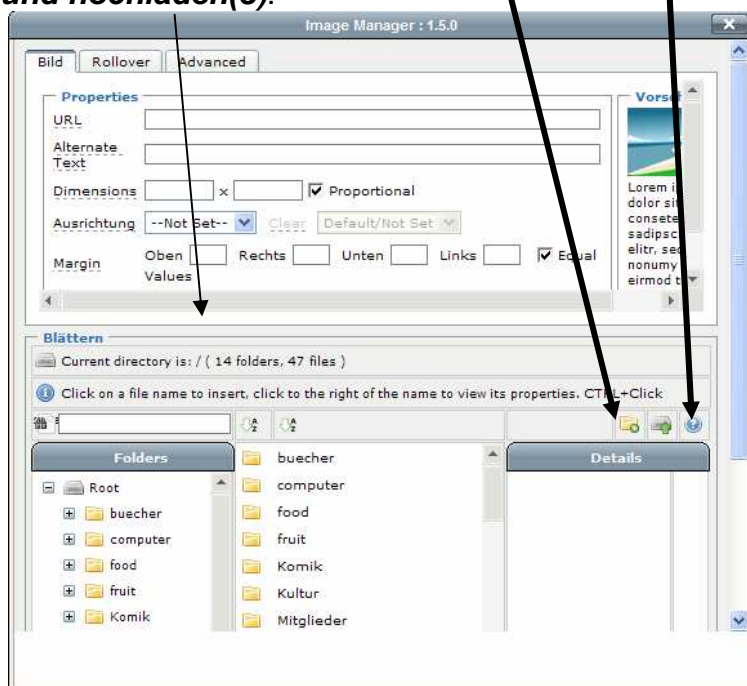 und hochladen(s).
Image Manager : 1.5.0
Bild Rollover Advanced
Properties
URL
Alternate
Text
Dimensions x Proportional
Ausrichtung --Not Set-- Clear Default/Not Set
Margin Oben Rechts Unten Links Equal
Values
Lorem
dolor sit
consete
sadipsc
elitr, sed
nonumy
eirmod t
Blättern
Current directory is: / ( 14 folders, 47 files )
Click on a file name to insert, click to the right of the name to view its properties. CTRL+Click
Folders
Root
buecher
computer
food
fruit
Komik
buecher
computer
food
fruit
Komik
Kultur
Mitglieder
Details